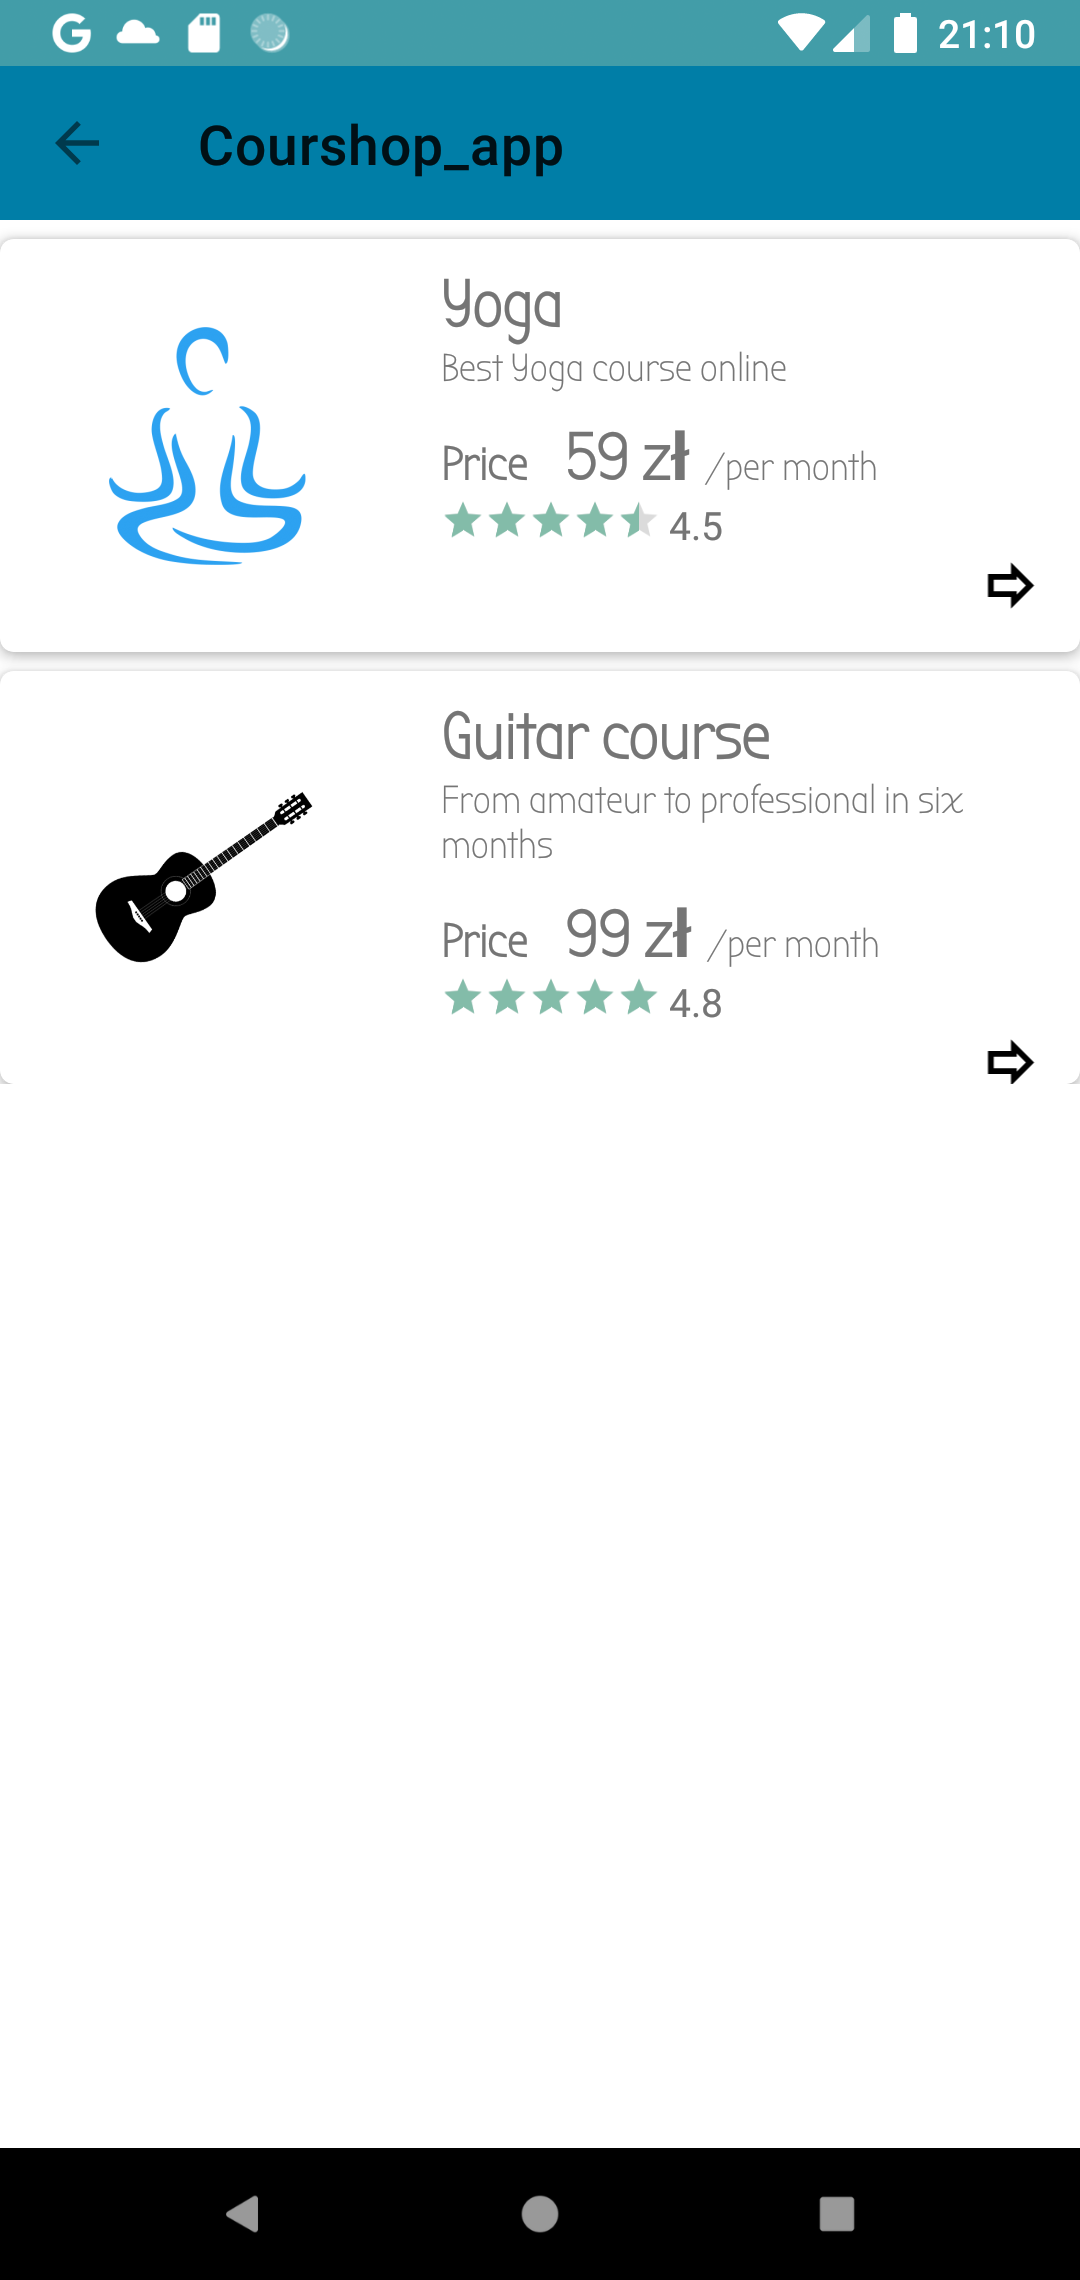 21:10
Courshop_app
Yoga
Best Yoga course online
Price 59 zł /per month
4.5
Guitar course
From amateur to professional in six
months
Price 99 zł /per month
4.8